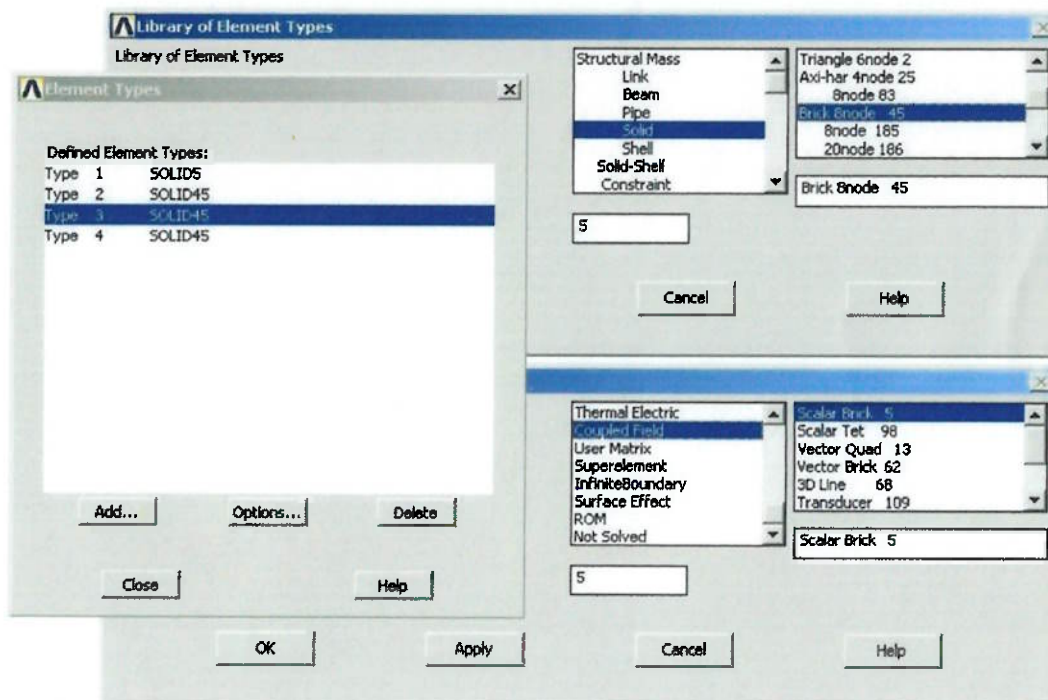 Library of Element Types
Library of Element Types
Structural Mass
Link
Beam
Pipe
Solid
Shell
Solid-Shelf
Constraint
Triangle 6node 2
Axi-har 4node 25
8node 83
Brick 8node 45
8node 185
20node 186
Brick 8node 45
5
Cancel
Help
Element Types
Defined Element Types:
Type 1 SOLID5
Type 2 SOLID45
Type 3 SOLID45
Type 4 SOLID45
Add...
Options...
Delete
Close
Help
Thermal Electric
Coupled Field
User Matrix
Superelement
InfiniteBoundary
Surface Effect
ROM
Not Solved
Scalar Brick 5
Scalar Tet 98
Vector Quad 13
Vector Brick 62
3D Line 68
Transducer 109
Scalar Brick 5
5
OK
Apply
Cancel
Help